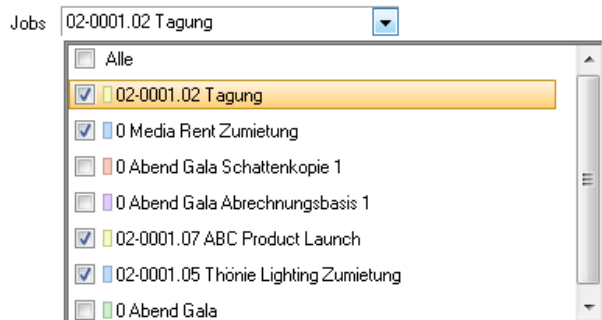 Jobs 02-0001.02 Tagung
Alle
02-0001.02 Tagung
0 Media Rent Zumietung
0 Abend Gala Schattenkopie 1
0 Abend Gala Abrechnungsbasis 1
02-0001.07 ABC Product Launch
02-0001.05 Thönie Lighting Zumietung
0 Abend Gala